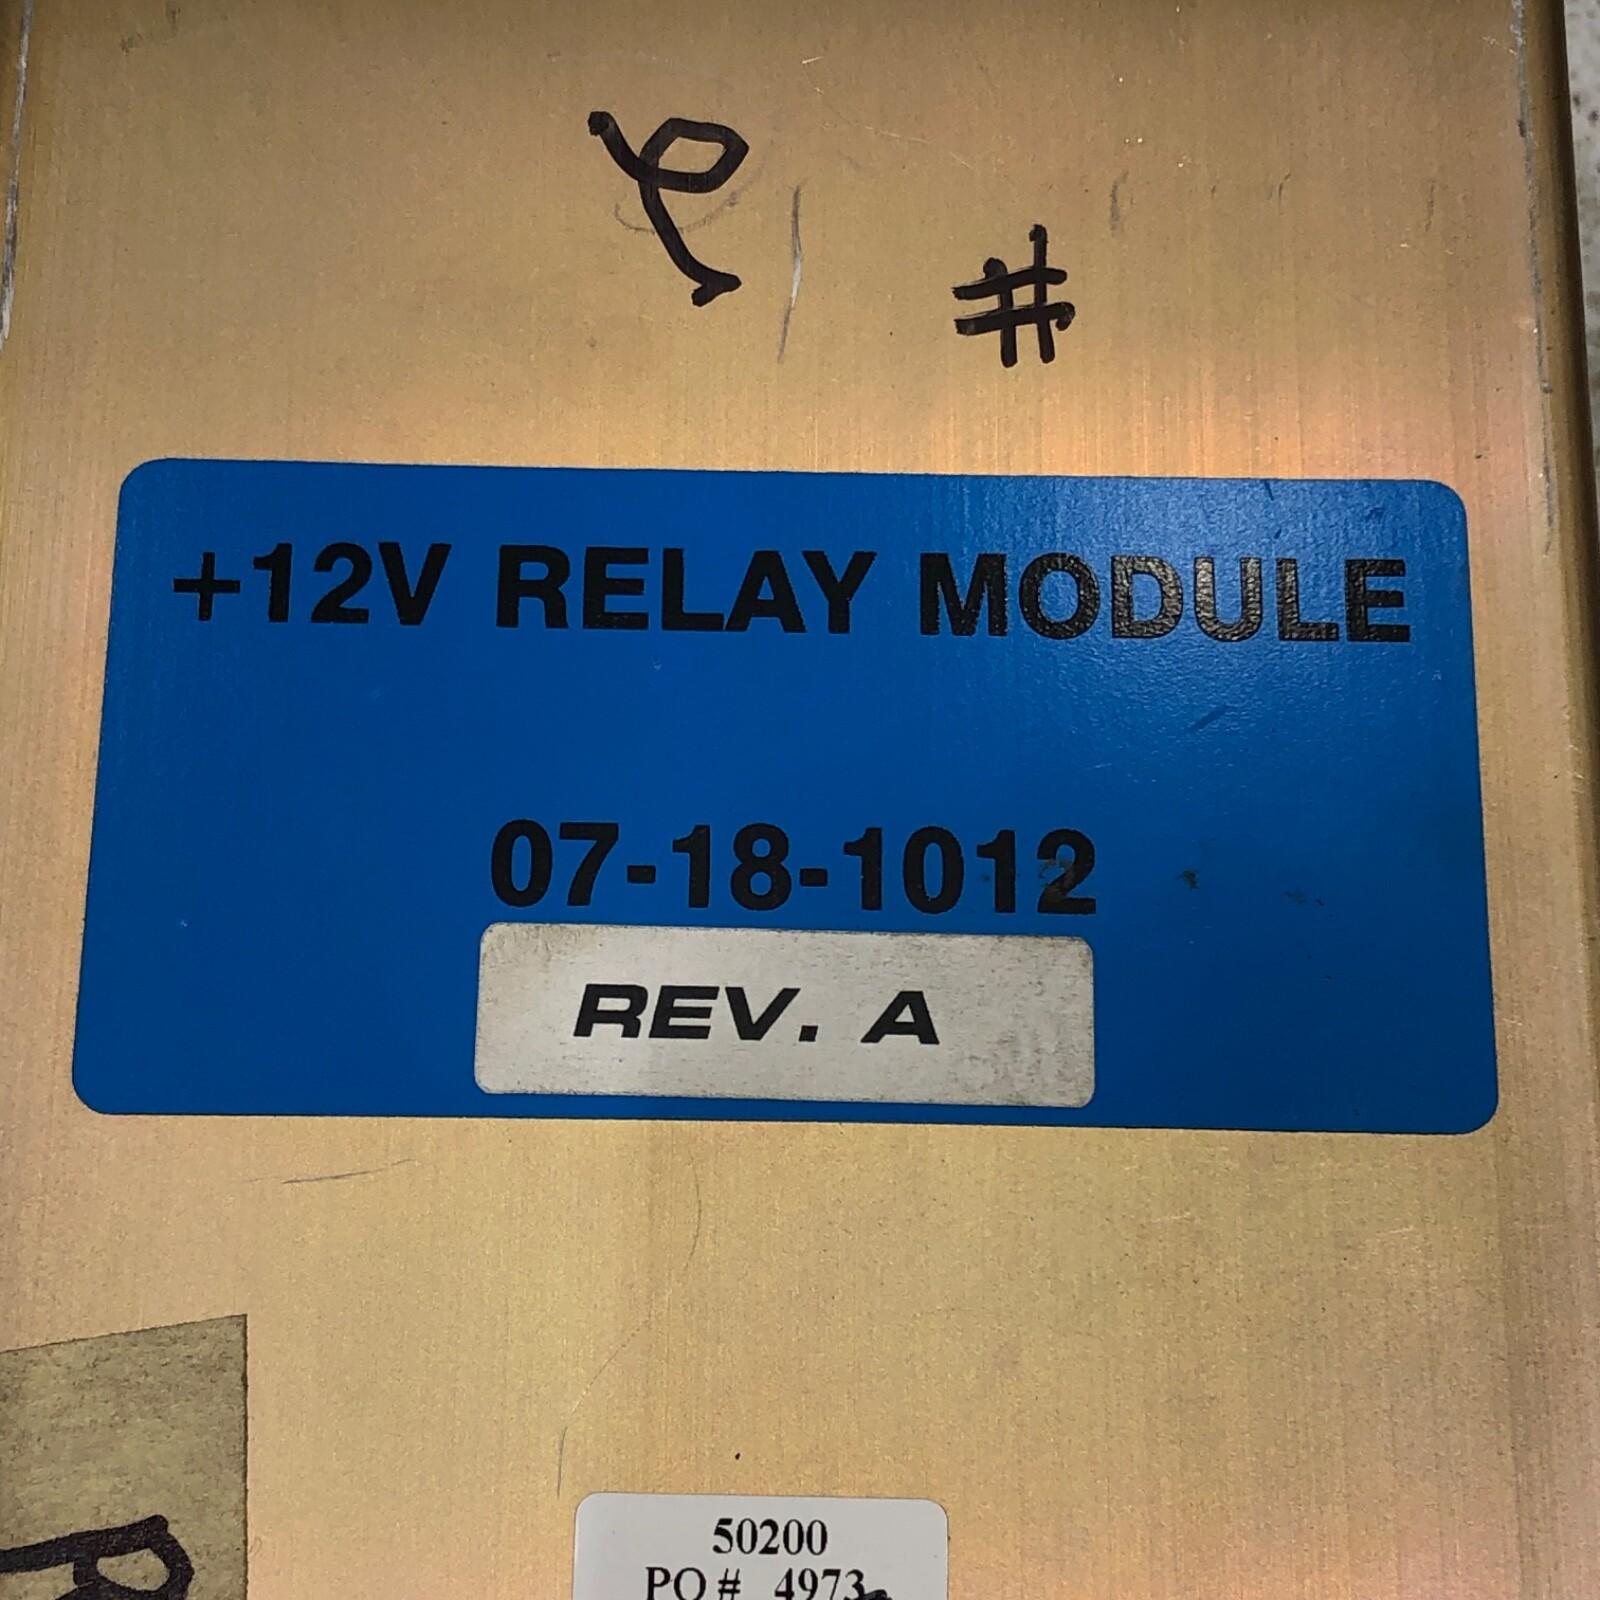 #
+12V RELAY MODULE
07-18-1012
REV. A
50200
PO # 4973